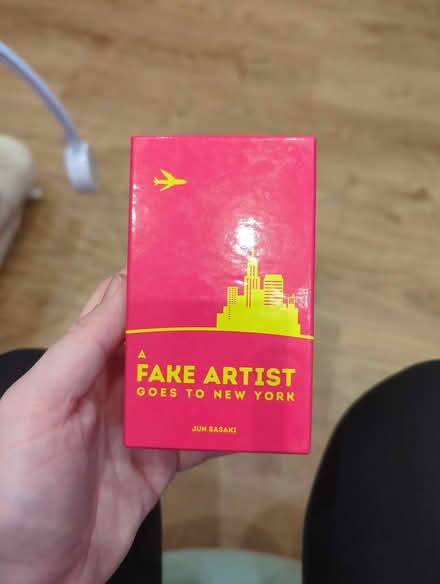 A
FAKE ARTIST
GOES TO NEW YORK
JUN SASAKI